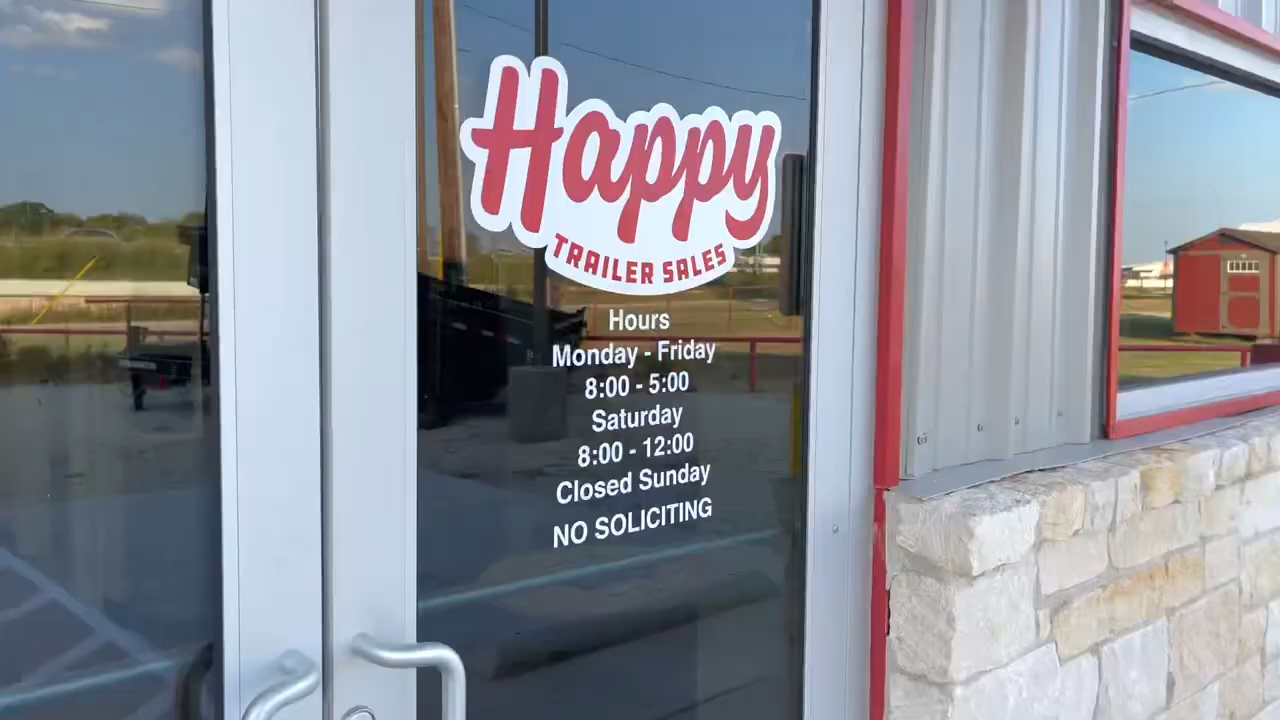 Happy
TRAILER SALES
Hours
Monday - Friday
8:00 - 5:00
Saturday
8:00 - 12:00
Closed Sunday
NO SOLICITING